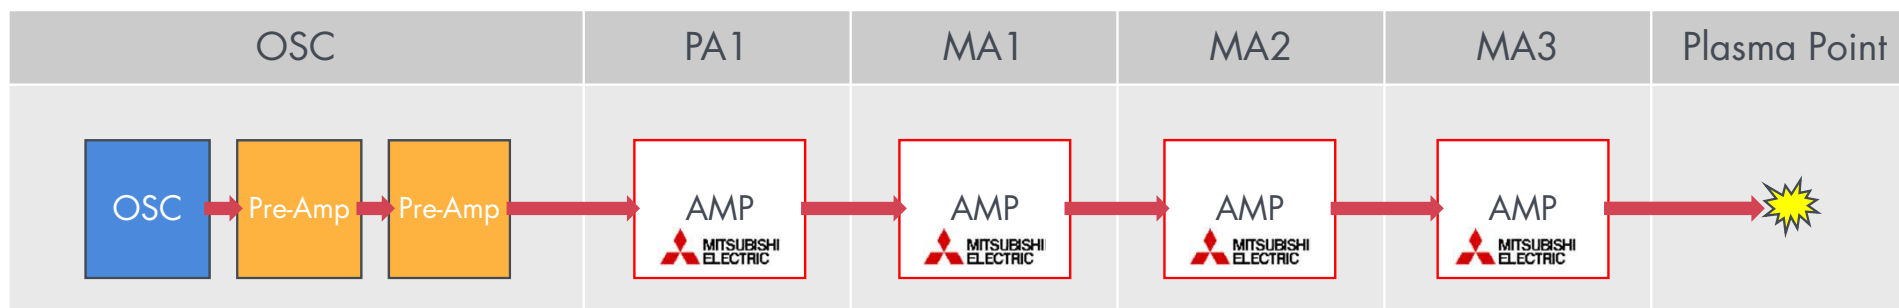 OSC PA1 MA1 MA2 MA3 Plasma Point
OSC Pre-Amp Pre-Amp AMP AMP AMP AMP
MITSUBISHI MITSUBISHI MITSUBISHI MITSUBISHI
ELECTRIC ELECTRIC ELECTRIC ELECTRIC